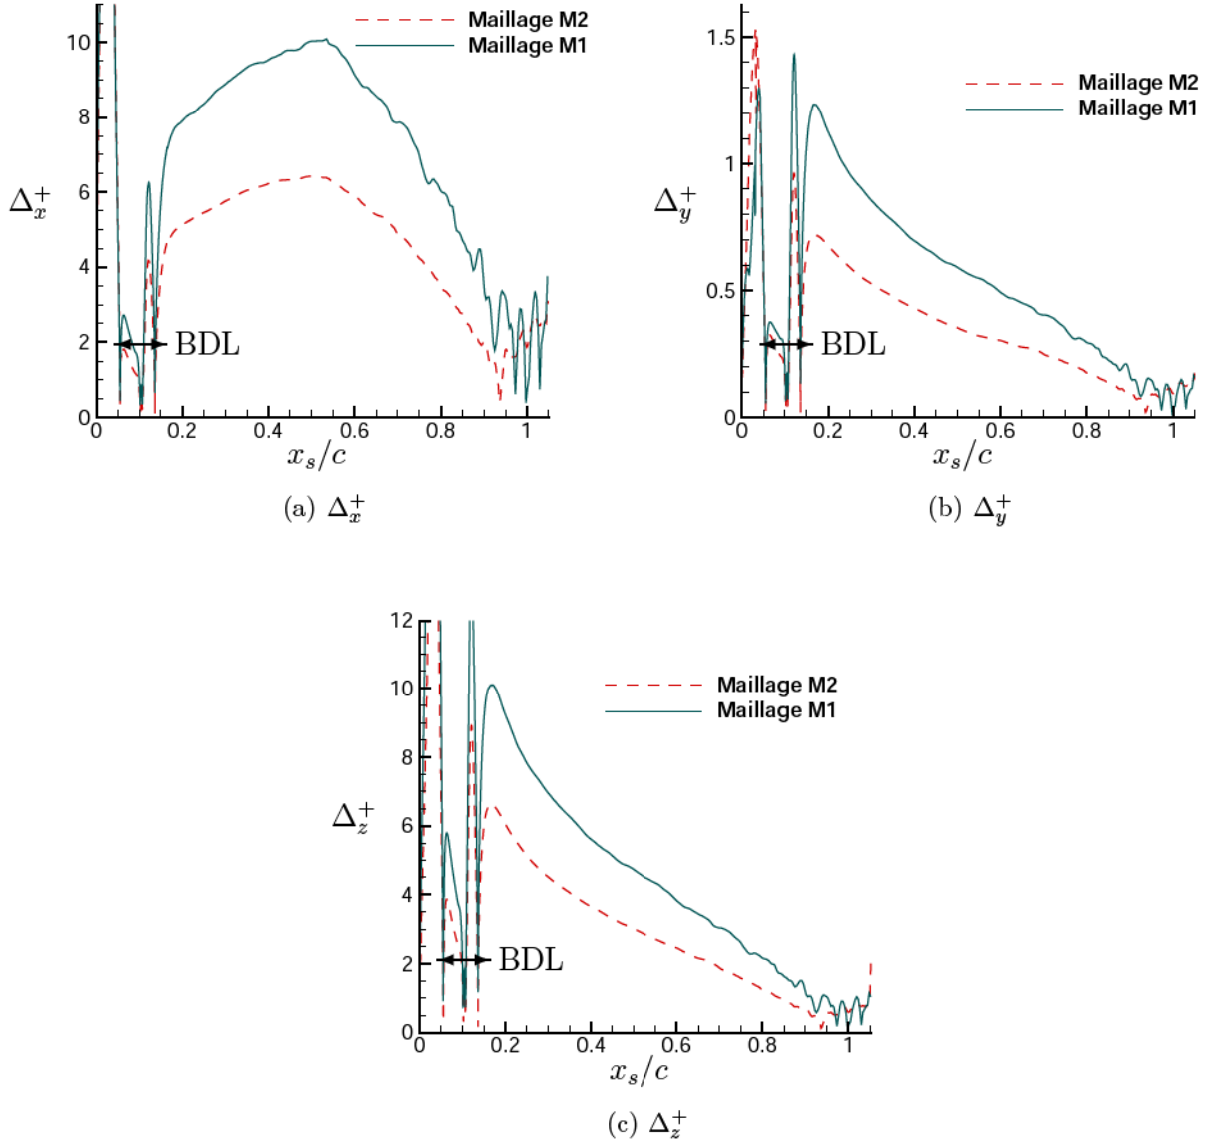 Maillage M2
Maillage M1
10
8
6
4
2
0
Δx+
BDL
0 0.2 0.4 0.6 0.8 1
xs/c
(a) Δx+
Maillage M2
Maillage M1
1.5
1
0.5
0
Δy+
BDL
0 0.2 0.4 0.6 0.8 1
xs/c
(b) Δy+
Maillage M2
Maillage M1
12
10
8
6
4
2
0
Δz+
BDL
0 0.2 0.4 0.6 0.8 1
xs/c
(c) Δz+